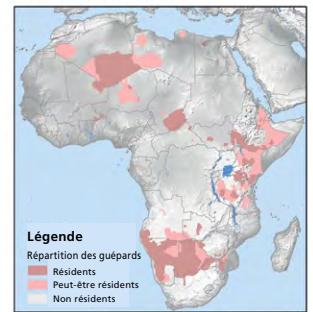 Légende
Répartition des guépards
Résidents
Peut-être résidents
Non résidents